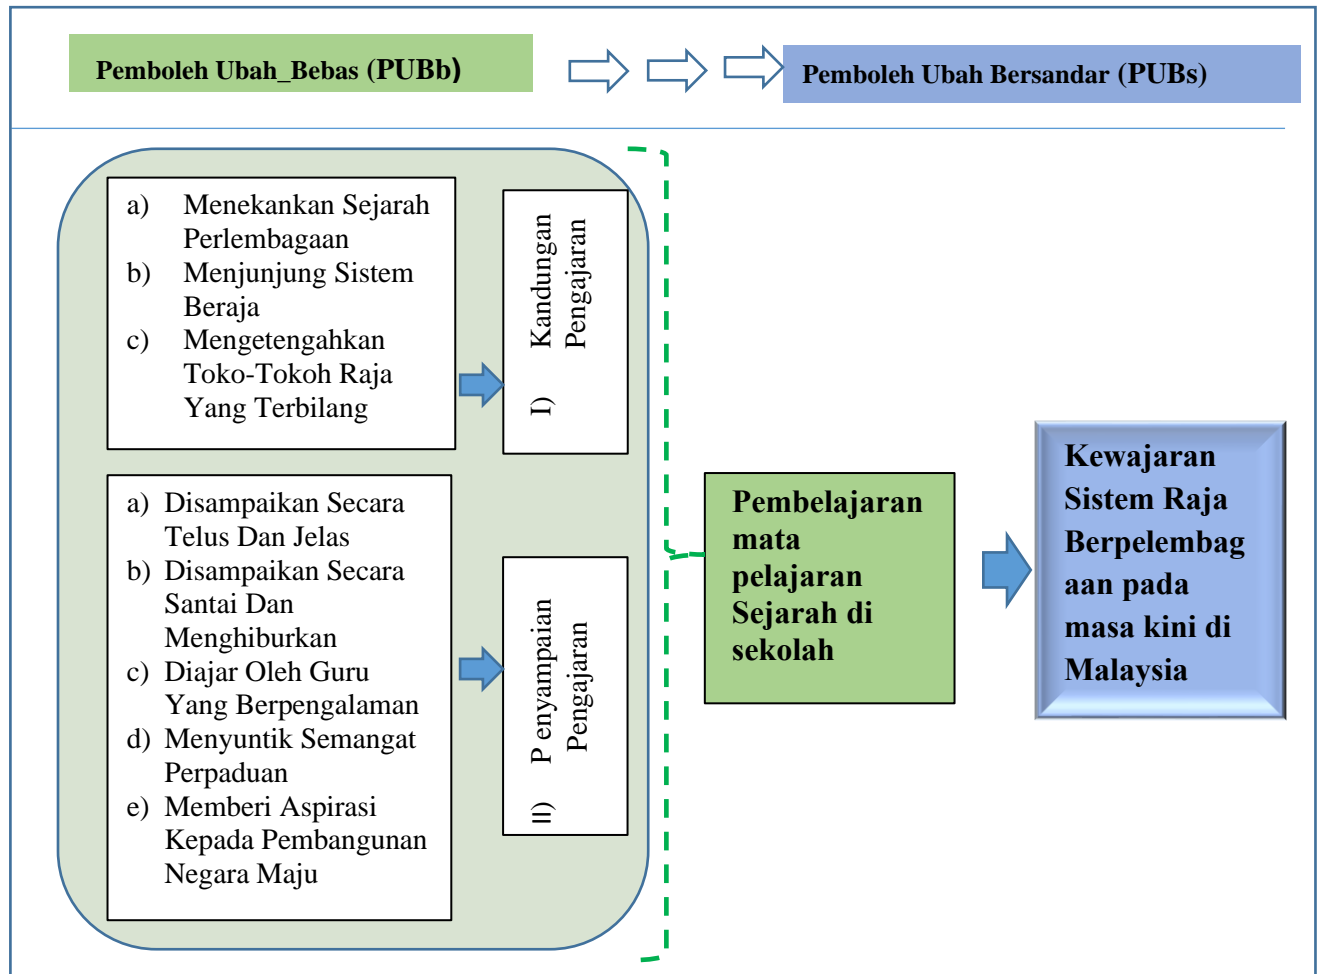 Pemboleh Ubah_Bebas (PUBb)
Pemboleh Ubah Bersandar (PUBs)
a) Menekankan Sejarah
Perlembagaan
b) Menjunjung Sistem
Beraja
c) Mengetengahkan
Toko-Tokoh Raja
Yang Terbilang
I) Kandungan
Pengajaran
a) Disampaikan Secara
Telus Dan Jelas
b) Disampaikan Secara
Santai Dan
Menghiburkan
c) Diajar Oleh Guru
Yang Berpengalaman
d) Menyuntik Semangat
Perpaduan
e) Memberi Aspirasi
Kepada Pembangunan
Negara Maju
II) P enyampaian
Pengajaran
Pembelajaran
mata
pelajaran
Sejarah di
sekolah
Kewajaran
Sistem Raja
Berpelembag
aan pada
masa kini di
Malaysia